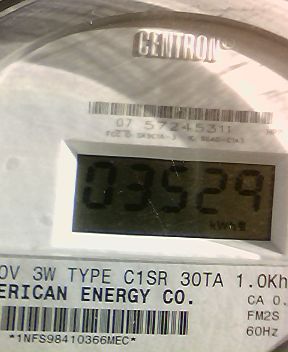 CENTRON®
07 57245311
03529
kWh
0V 3W TYPE C1SR 30TA 1.0Kh
ERICAN ENERGY CO.
CA 0.
FM2S
60Hz
*1NFS98410366MEC*